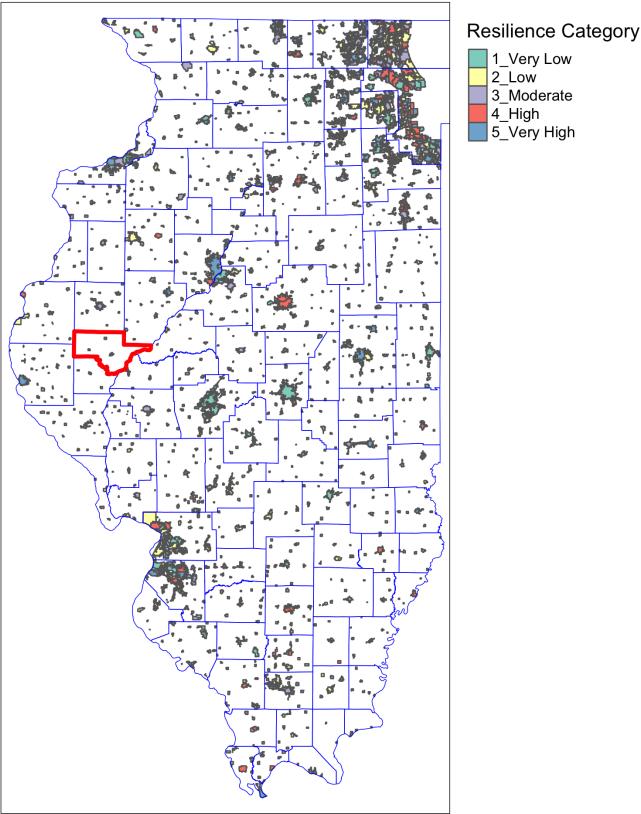 Resilience Category
1_Very Low
2_Low
3_Moderate
4_High
5_Very High